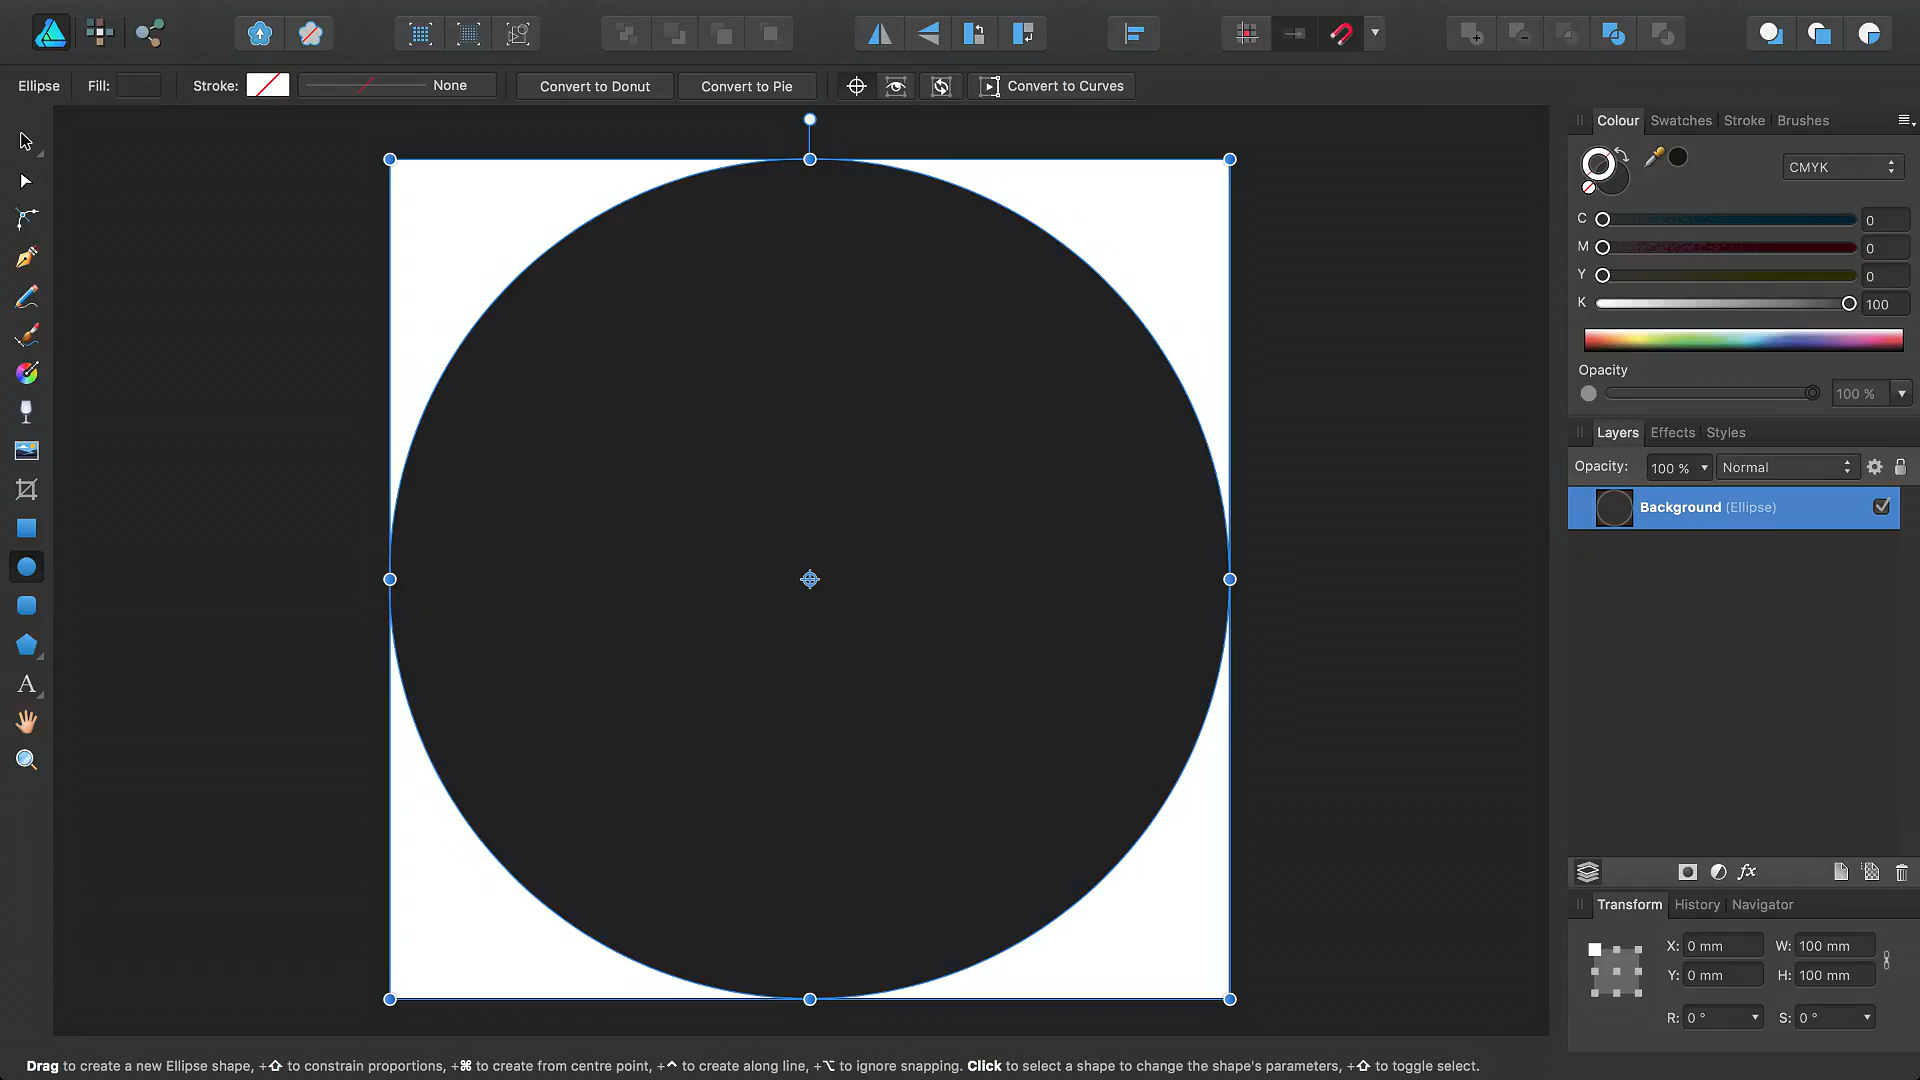 Ellipse Fill: Stroke: None Convert to Donut Convert to Pie Convert to Curves
Colour Swatches Stroke Brushes
CMYK
C 0
M 0
Y 0
K 100
Opacity
100 %
Layers Effects Styles
Opacity: 100 % Normal
Background (Ellipse)
fx
Transform History Navigator
X: 0 mm W: 100 mm
Y: 0 mm H: 100 mm
R: 0 ° S: 0 °
A
Drag to create a new Ellipse shape, +⇧ to constrain proportions, +⌘ to create from centre point, +^ to create along line, +⌥ to ignore snapping. Click to select a shape to change the shape's parameters, +⇧ to toggle select.